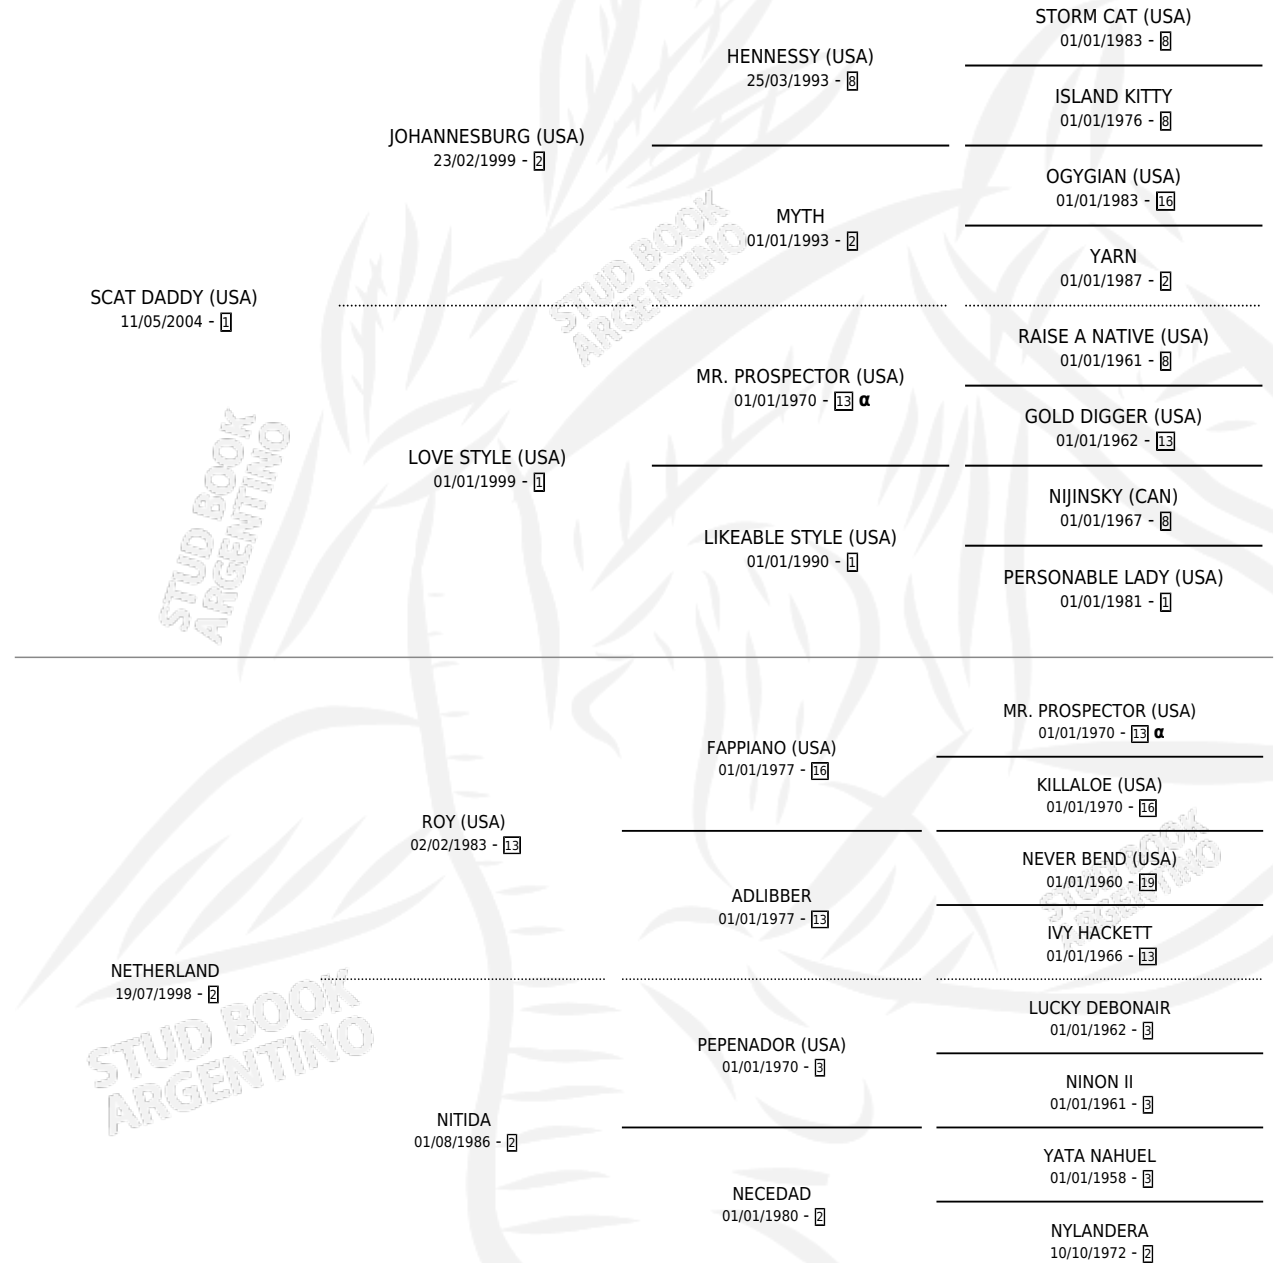 STORM CAT (USA)
01/01/1983 - 8
HENNESSY (USA)
25/03/1993 - 8
ISLAND KITTY
01/01/1976 - 8
JOHANNESBURG (USA)
23/02/1999 - 2
OGYGIAN (USA)
01/01/1983 - 16
MYTH
01/01/1993 - 2
YARN
01/01/1987 - 2
SCAT DADDY (USA)
11/05/2004 - 1
RAISE A NATIVE (USA)
01/01/1961 - 8
MR. PROSPECTOR (USA)
01/01/1970 - 13 α
GOLD DIGGER (USA)
01/01/1962 - 13
LOVE STYLE (USA)
01/01/1999 - 1
NIJINSKY (CAN)
01/01/1967 - 8
LIKEABLE STYLE (USA)
01/01/1990 - 1
PERSONABLE LADY (USA)
01/01/1981 - 1
MR. PROSPECTOR (USA)
01/01/1970 - 13 α
FAPPIANO (USA)
01/01/1977 - 16
KILLALOE (USA)
01/01/1970 - 16
ROY (USA)
02/02/1983 - 13
NEVER BEND (USA)
01/01/1960 - 19
ADLIBBER
01/01/1977 - 13
IVY HACKETT
01/01/1966 - 13
NETHERLAND
19/07/1998 - 2
LUCKY DEBONAIR
01/01/1962 - 3
PEPENADOR (USA)
01/01/1970 - 3
NINON II
01/01/1961 - 3
NITIDA
01/08/1986 - 2
YATA NAHUEL
01/01/1958 - 3
NECEDAD
01/01/1980 - 2
NYLANDERA
10/10/1972 - 2
STUD BOOK
ARGENTINO
STUD BOOK
ARGENTINO
STUD BOOK
ARGENTINO
STUD BOOK
ARGENTINO